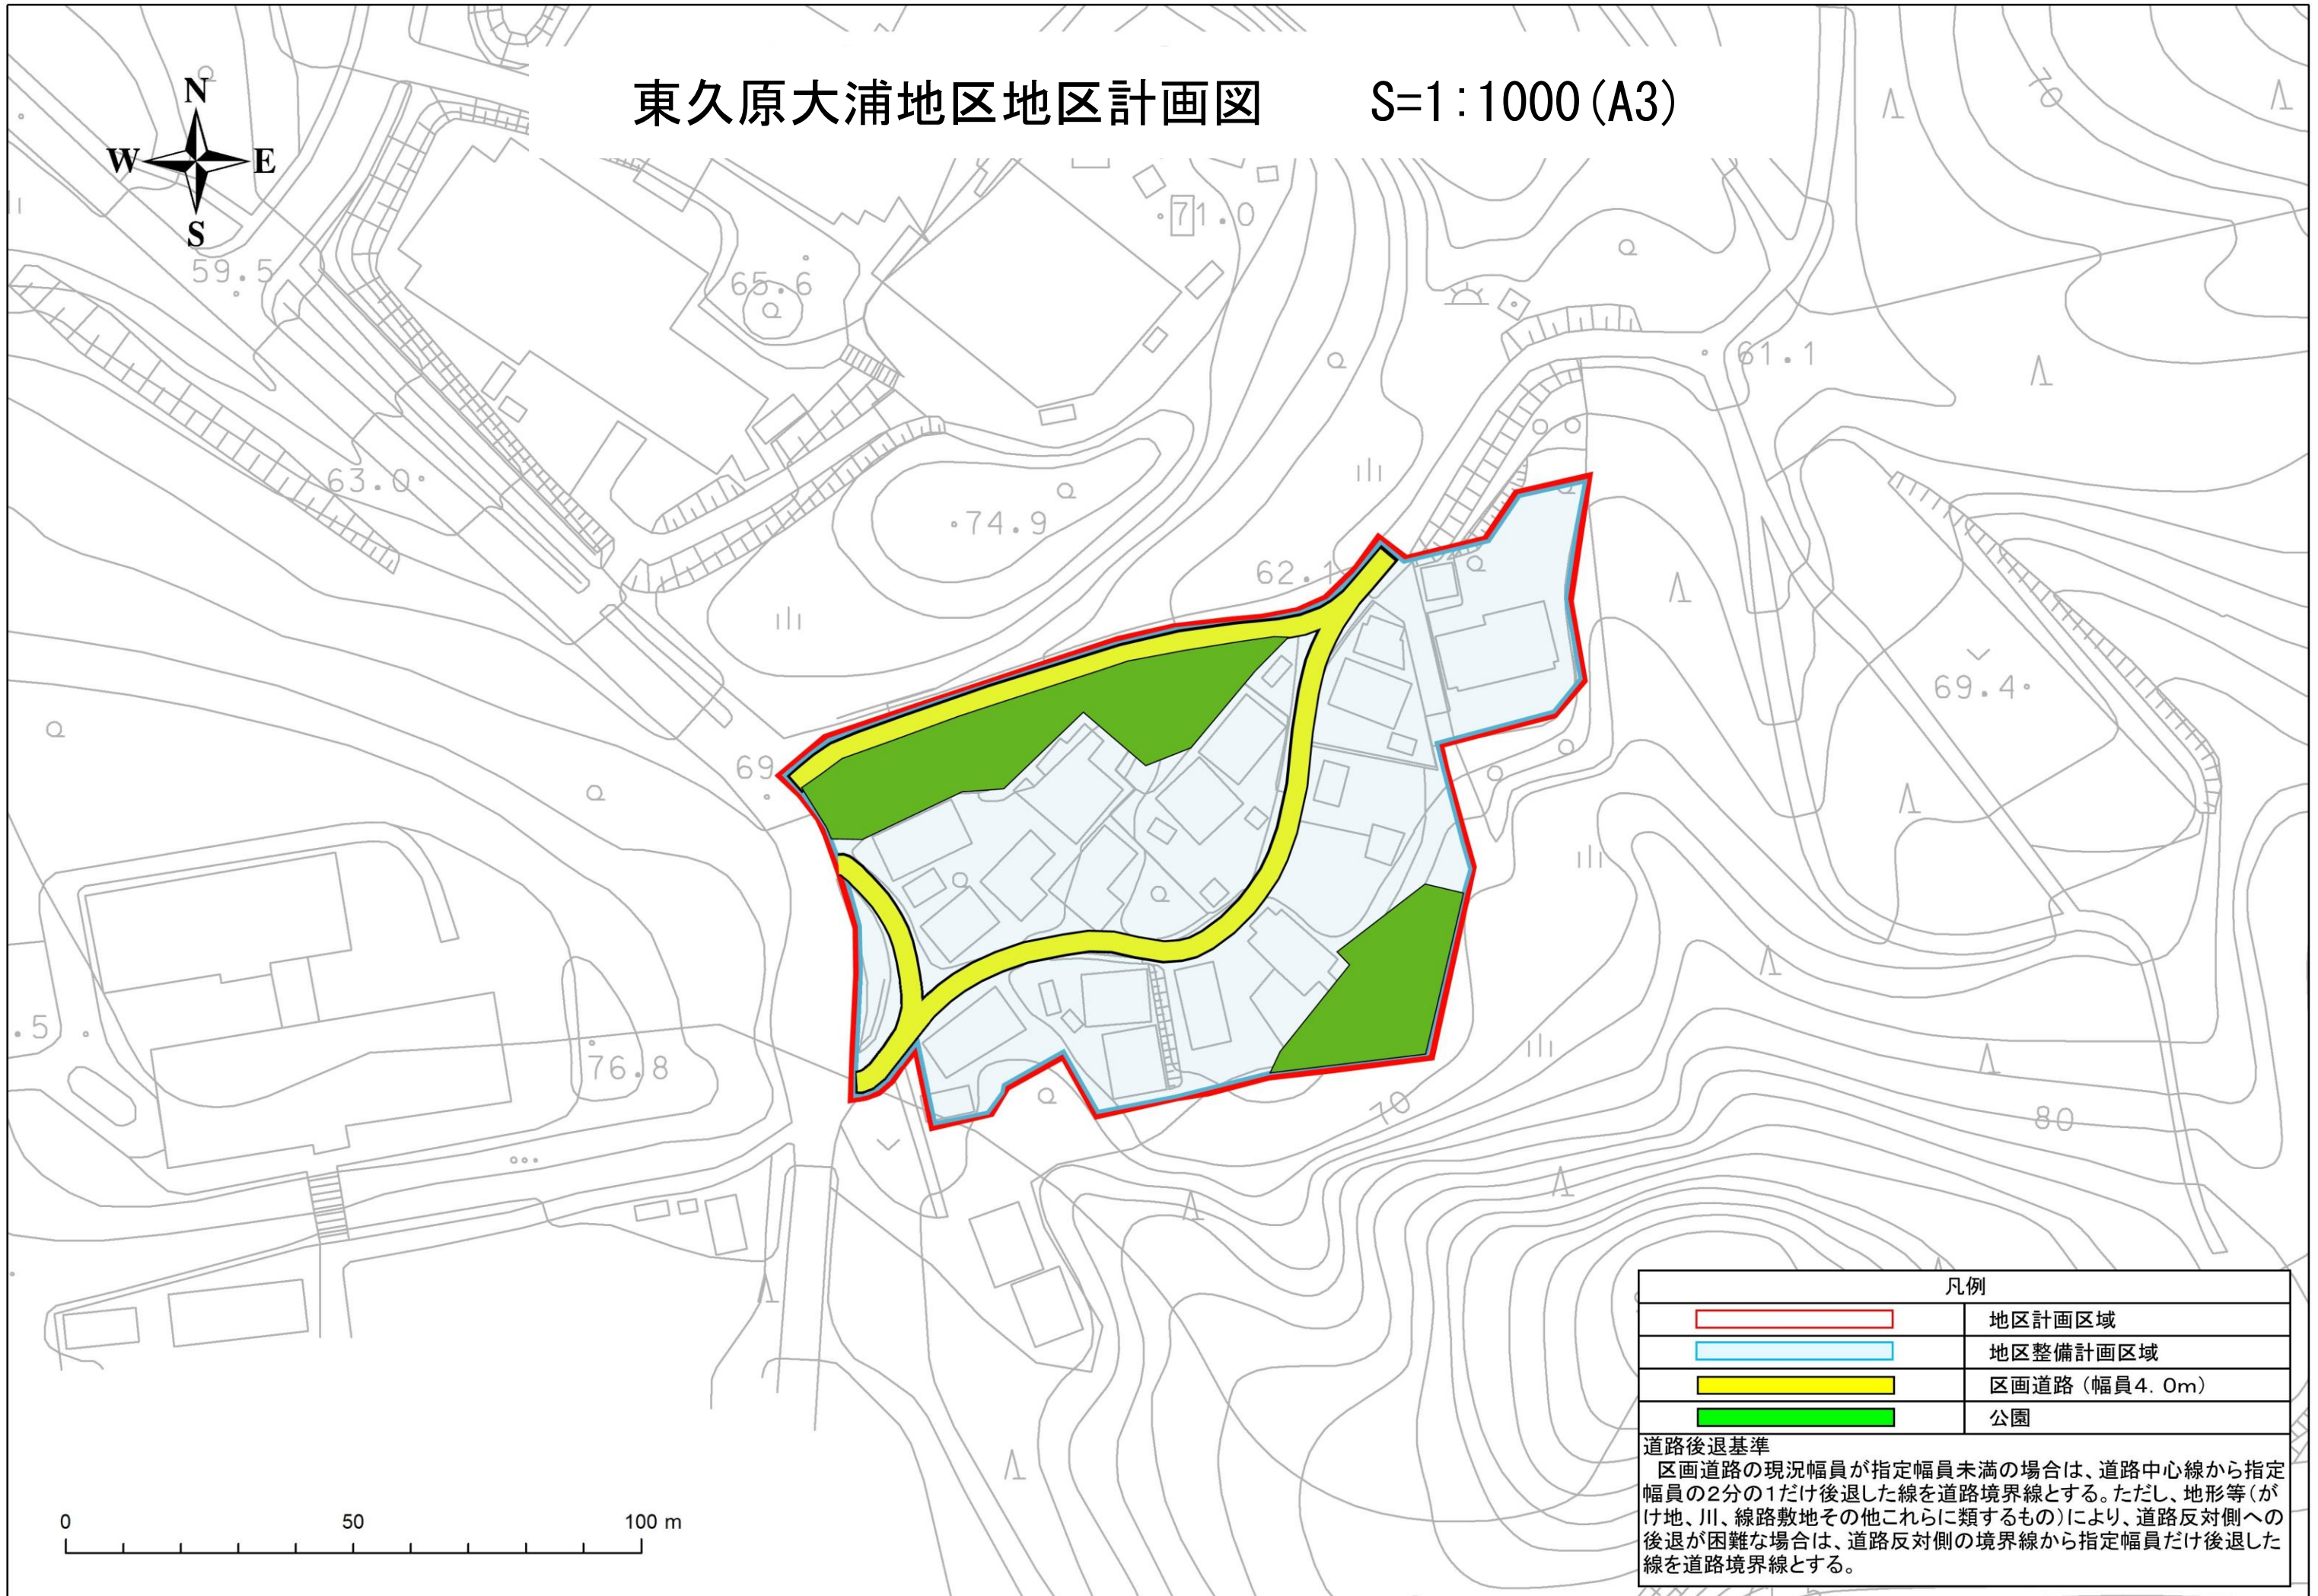 東久原大浦地区地区計画図 S=1:1000(A3)
N
W E
S
70
71.0
59.5
65.6
61.1
63.0
74.9
62.1
69.4
69
.5
76.8
70
80
凡例
地区計画区域
地区整備計画区域
区画道路（幅員4．0m）
公園
道路後退基準
区画道路の現況幅員が指定幅員未満の場合は、道路中心線から指定
幅員の2分の1だけ後退した線を道路境界線とする。ただし、地形等（が
け地、川、線路敷地その他これらに類するもの）により、道路反対側への
後退が困難な場合は、道路反対側の境界線から指定幅員だけ後退した
線を道路境界線とする。
0 50 100 m